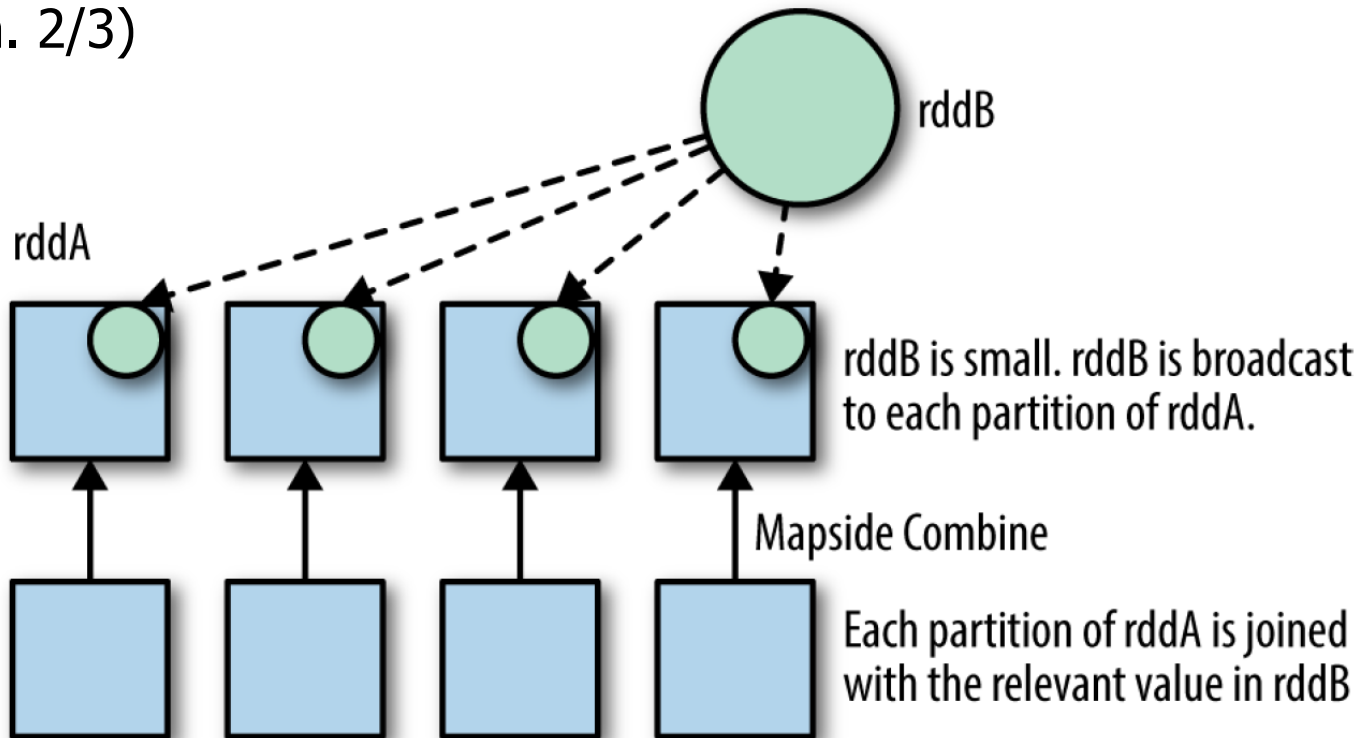 . 2/3)
rddB
rddA
rddB is small. rddB is broadcast
to each partition of rddA.
Mapside Combine
Each partition of rddA is joined
with the relevant value in rddB